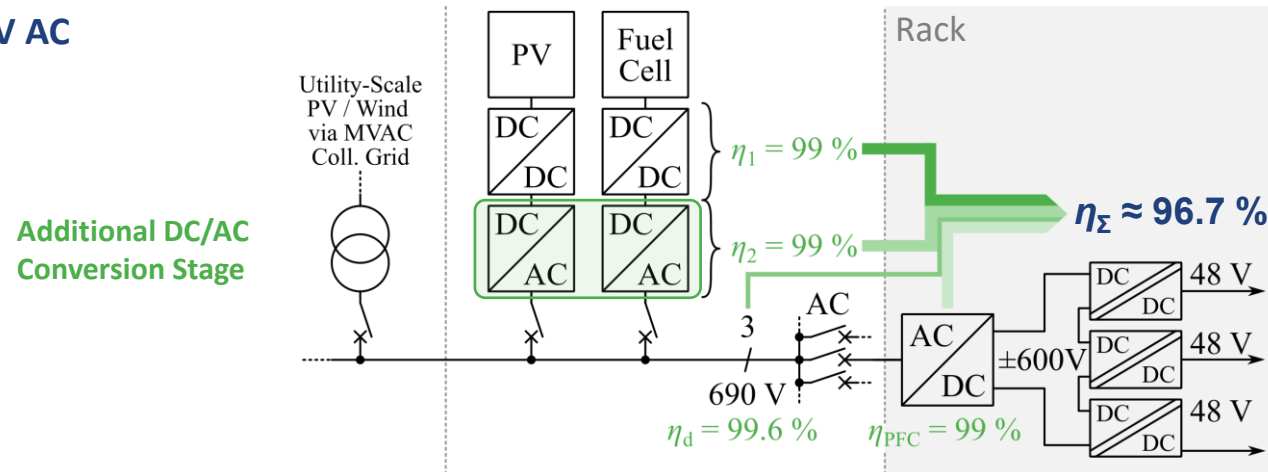 V AC
Rack
PV
Fuel
Cell
Utility-Scale
PV / Wind
via MVAC
Coll. Grid
DC
DC
DC
DC
η1 = 99 %
ηΣ ≈ 96.7 %
Additional DC/AC
Conversion Stage
DC
AC
DC
AC
η2 = 99 %
3
690 V
AC
ηd = 99.6 %
AC
DC
ηPFC = 99 %
±600V
DC
DC
48 V
DC
DC
48 V
DC
DC
48 V